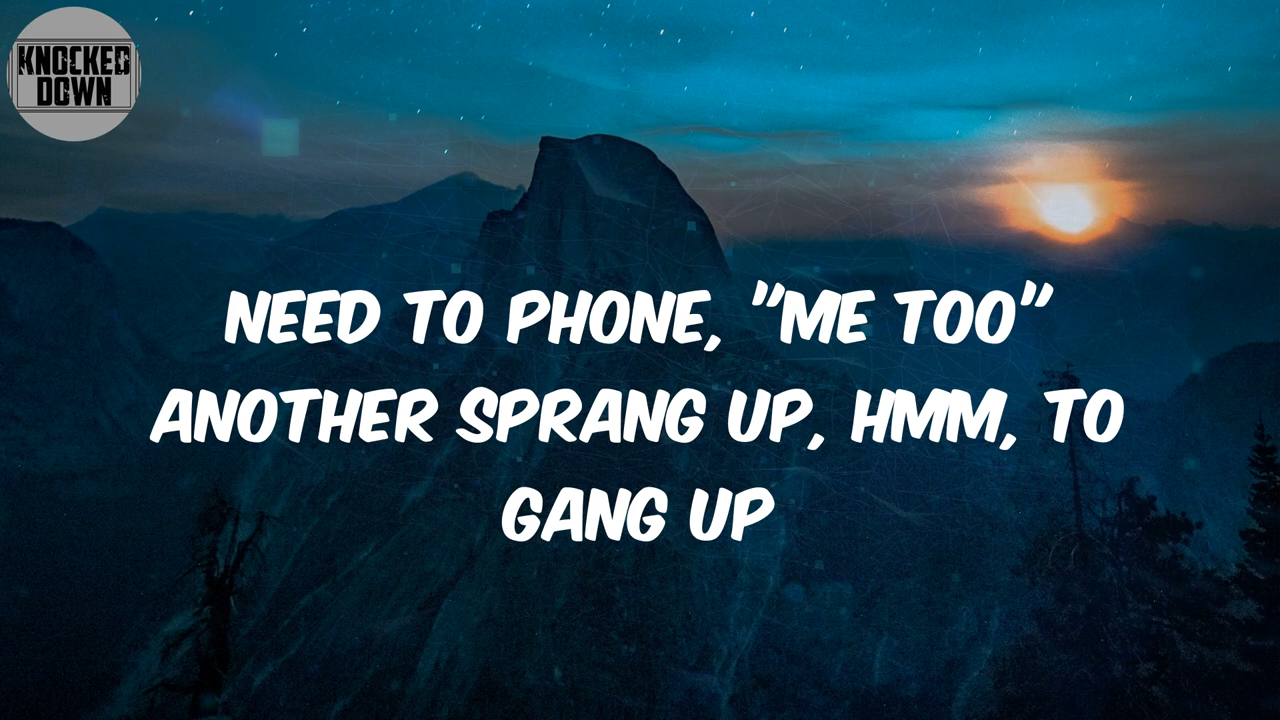 KNOCKED
DOWN
NEED TO PHONE, "ME TOO"
ANOTHER SPRANG UP, HMM, TO
GANG UP